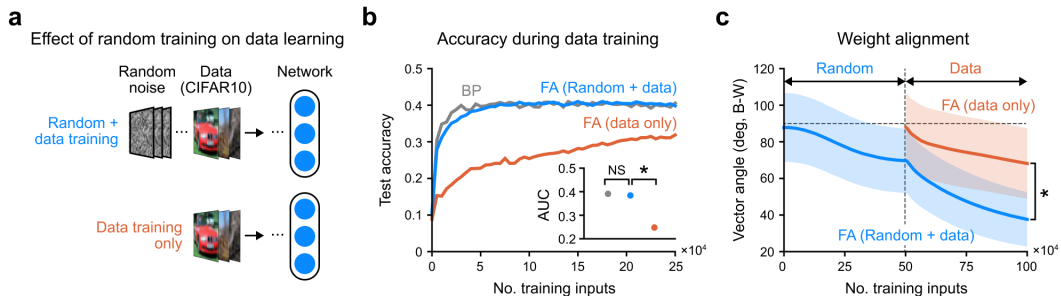 a
Effect of random training on data learning
Random
noise
Data
(CIFAR10)
Network
Random +
data training
...
...
Data training
only
...
b
Accuracy during data training
Test accuracy
0.5
0.4
0.3
0.2
0.1
0
BP
FA (Random + data)
FA (data only)
AUC
0.5
0.4
0.3
0.2
NS
*
0
5
10
15
20
25
×10⁴
No. training inputs
c
Weight alignment
Vector angle (deg, B-W)
120
100
80
60
40
20
Random
Data
FA (data only)
FA (Random + data)
*
0
25
50
75
100
×10⁴
No. training inputs